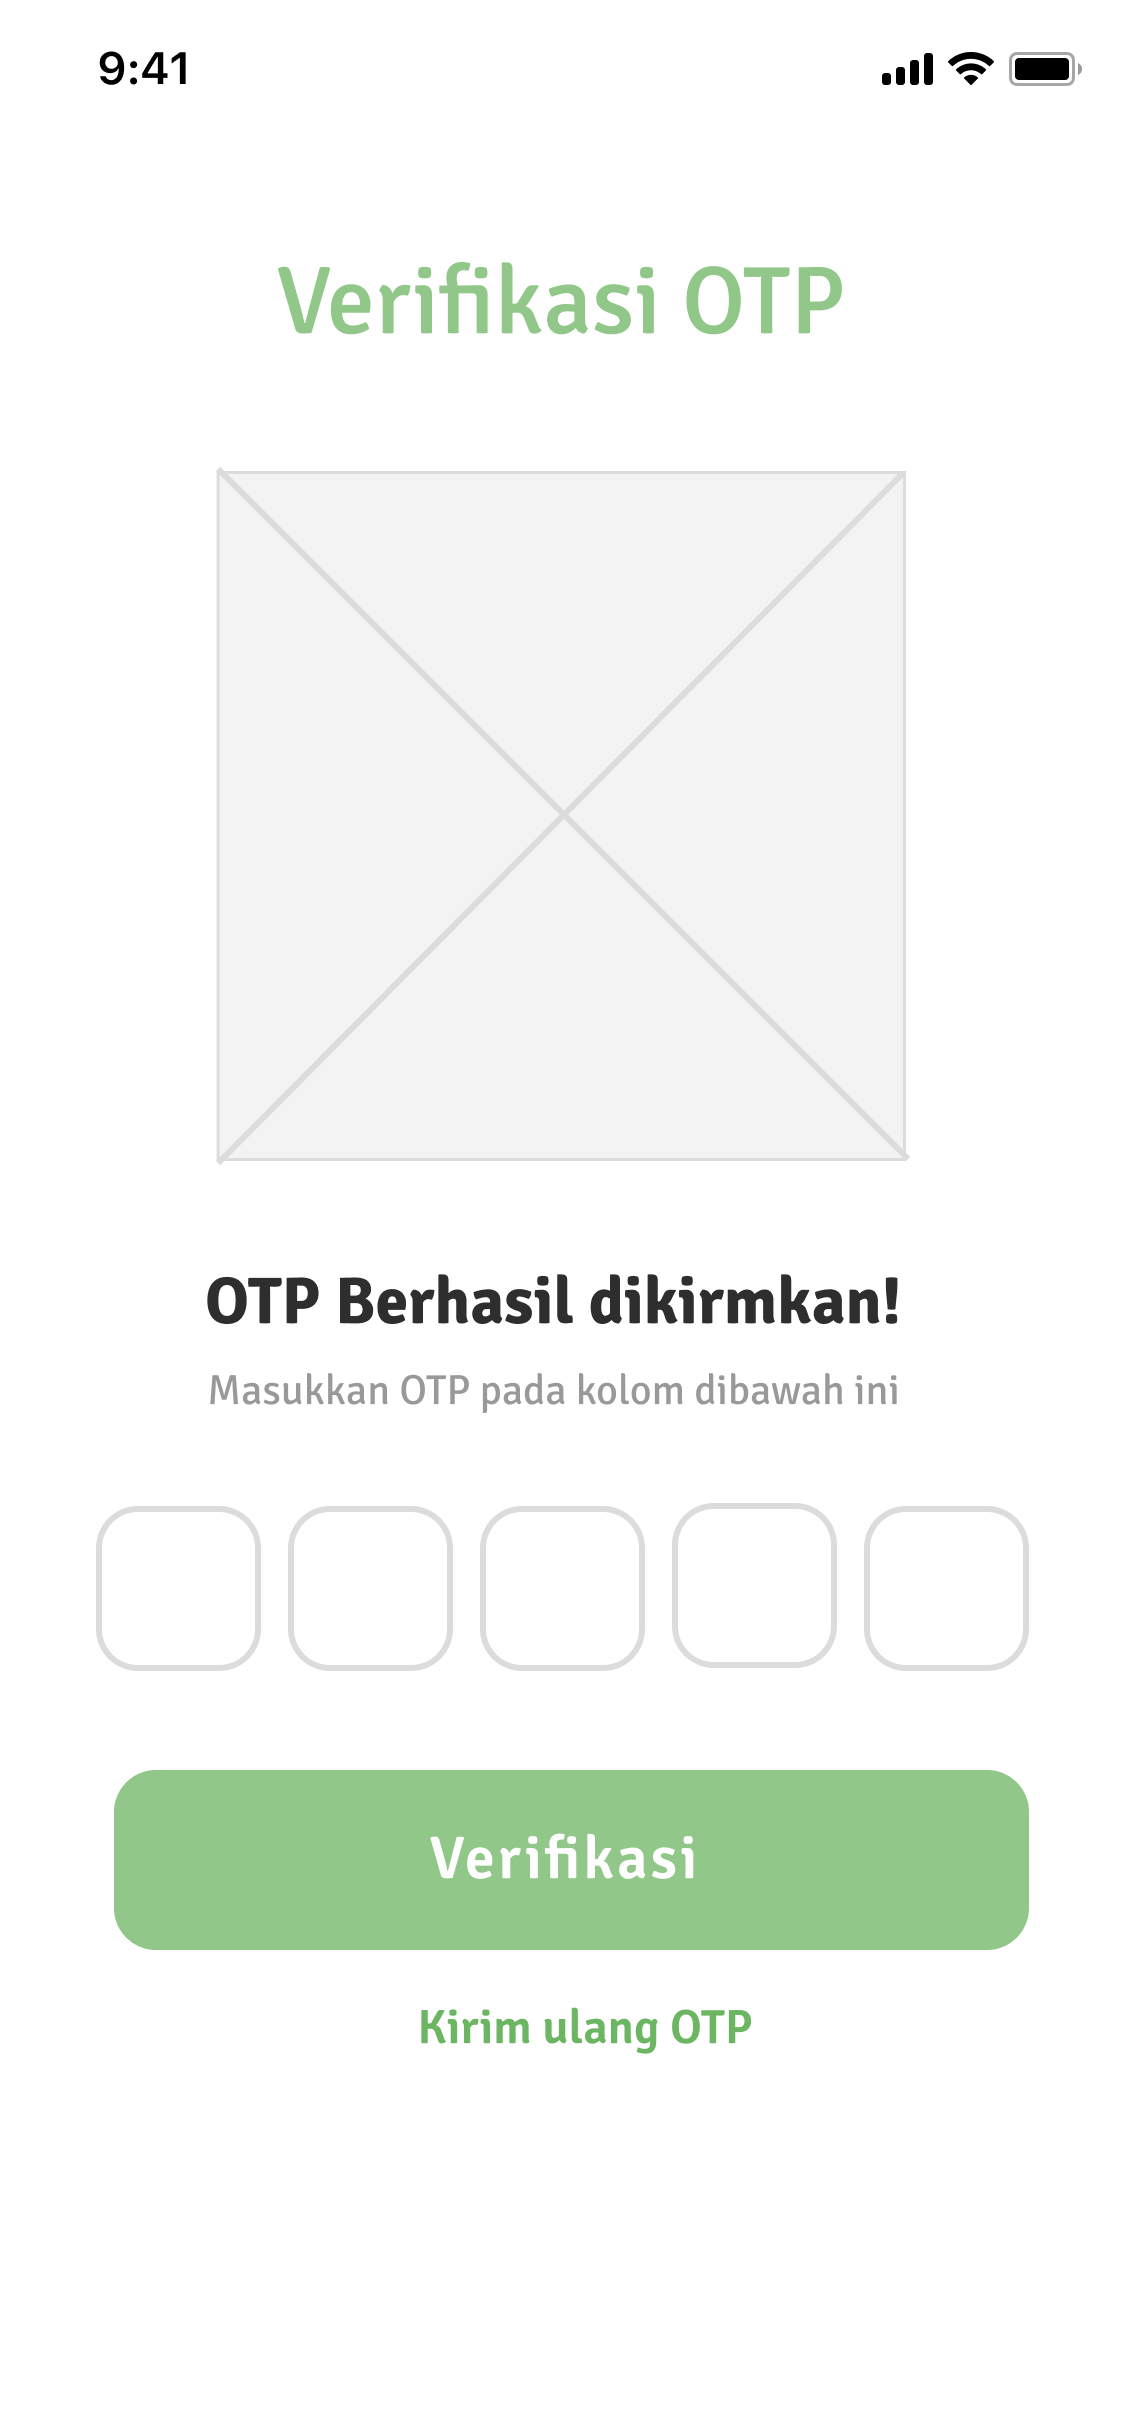 9:41
Verifikasi OTP
OTP Berhasil dikirmkan!
Masukkan OTP pada kolom dibawah ini
Verifikasi
Kirim ulang OTP